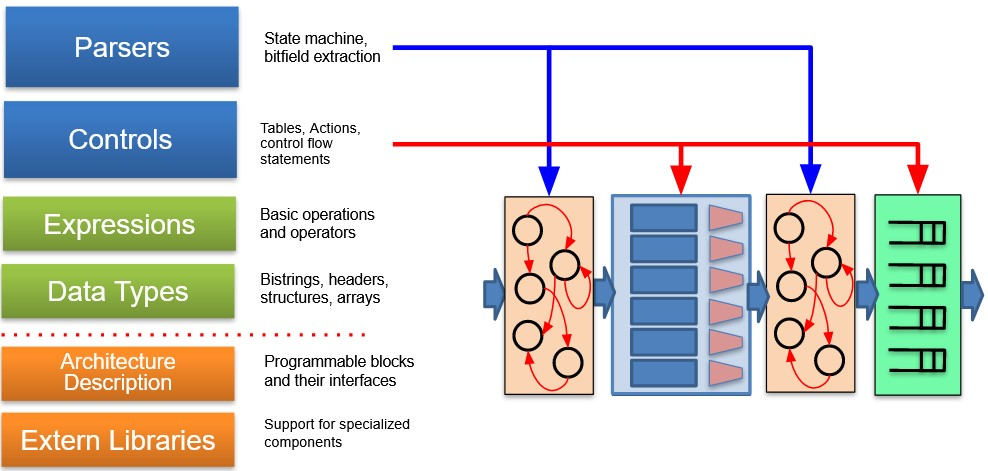 Parsers
State machine,
bitfield extraction
Controls
Tables, Actions,
control flow
statements
Expressions
Basic operations
and operators
Data Types
Bistrings, headers,
structures, arrays
Architecture
Description
Programmable blocks
and their interfaces
Extern Libraries
Support for specialized
components